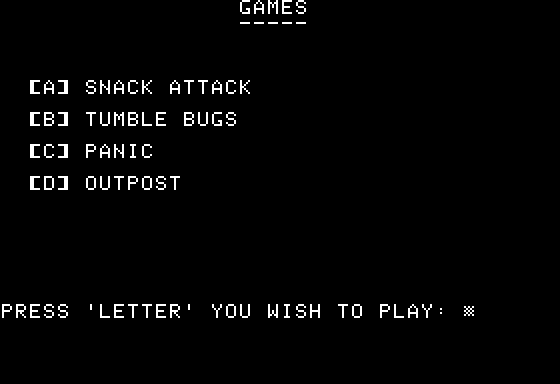 GAMES
[A] SNACK ATTACK
[B] TUMBLE BUGS
[C] PANIC
[D] OUTPOST
PRESS 'LETTER' YOU WISH TO PLAY: